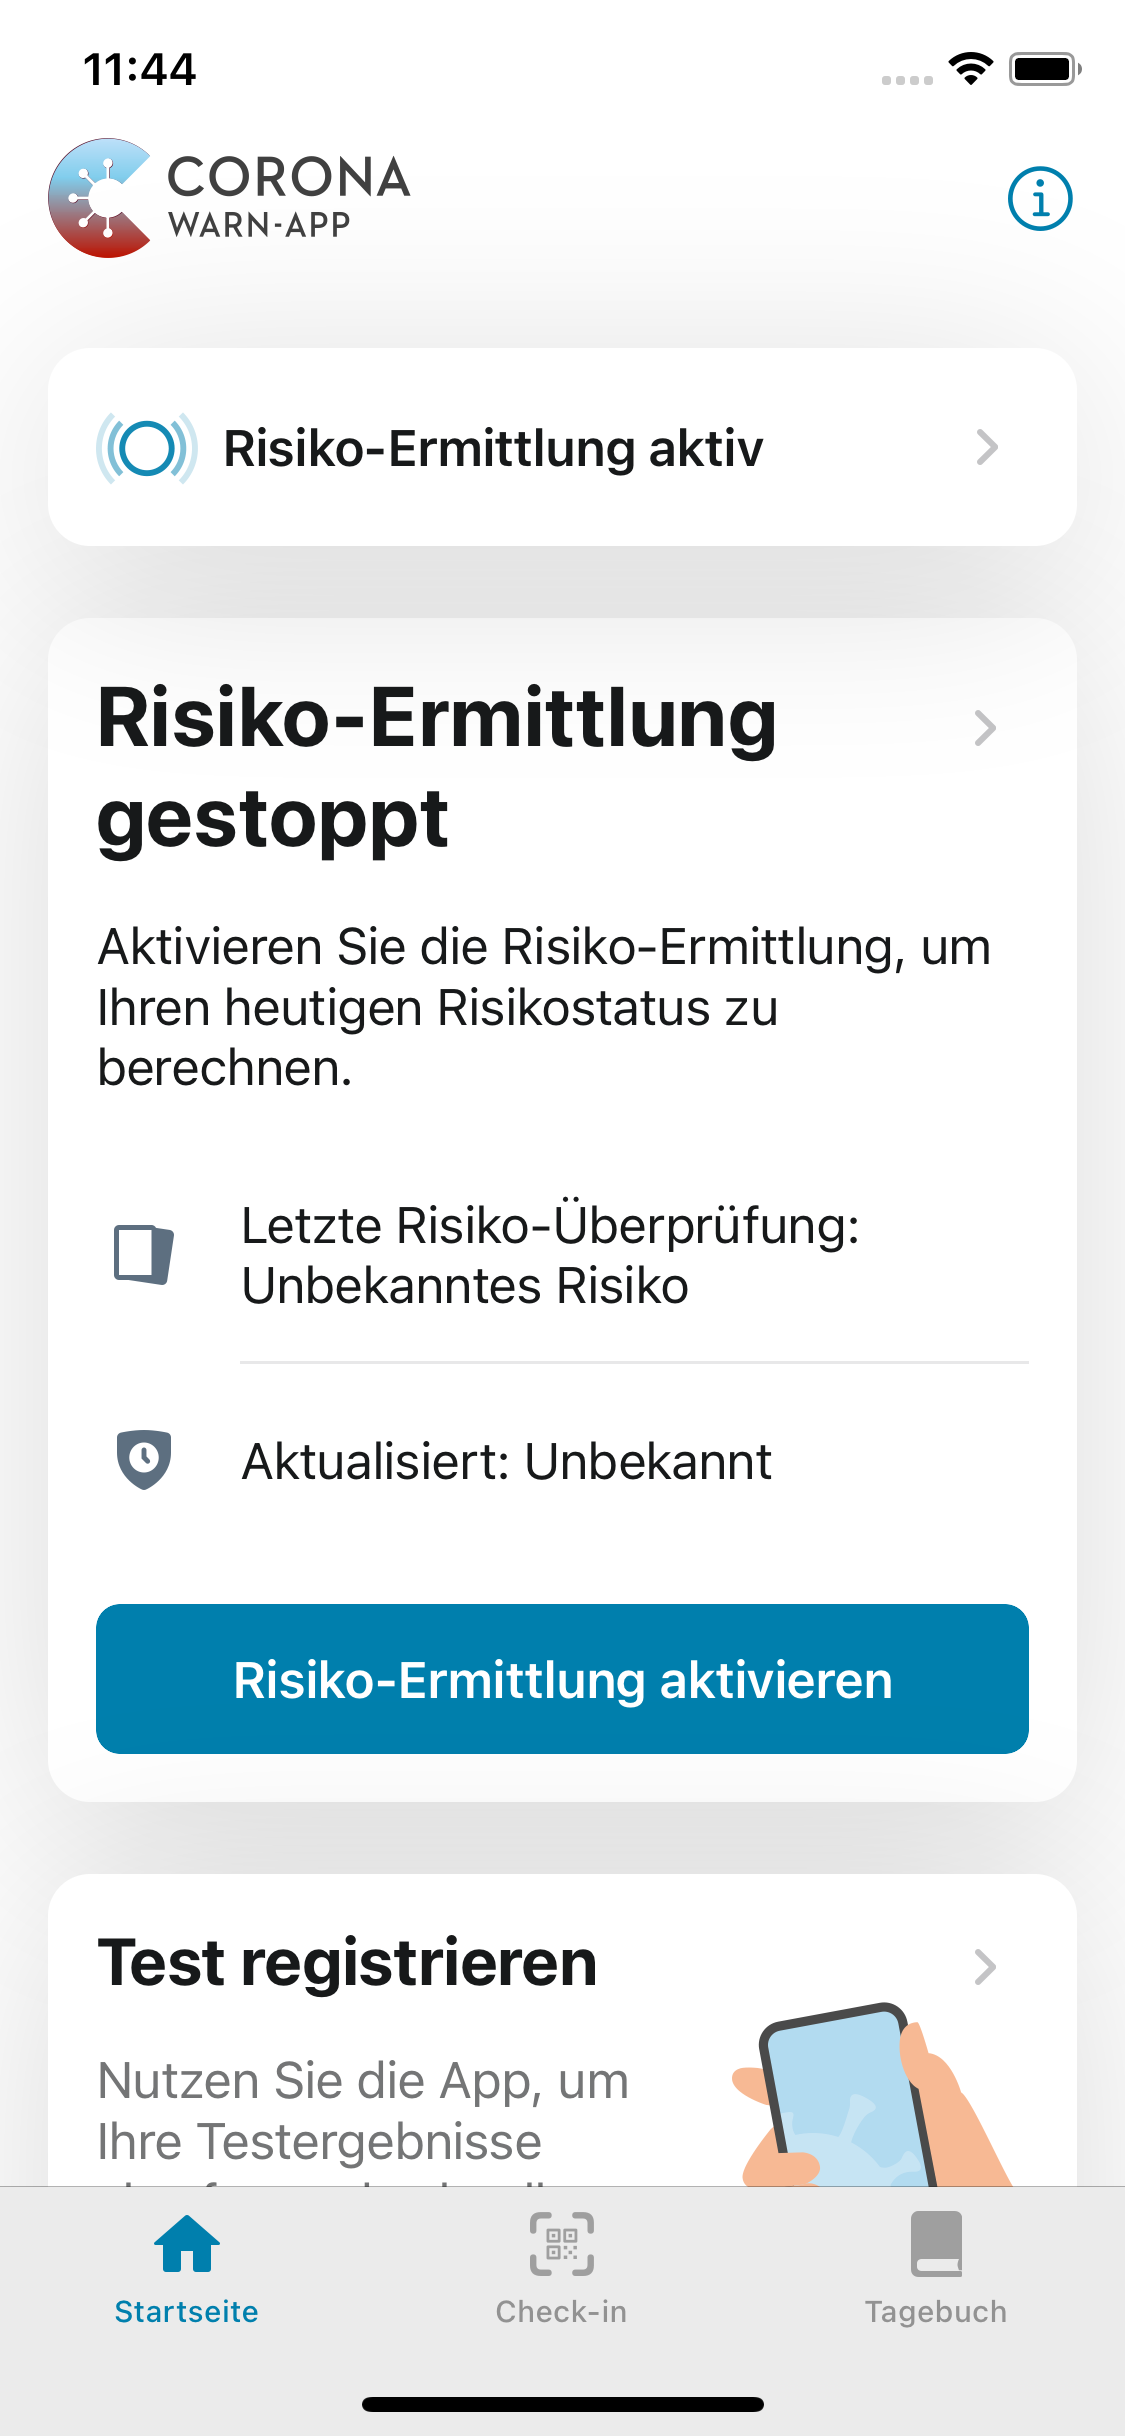 11:44
CORONA
WARN-APP
Risiko-Ermittlung aktiv
Risiko-Ermittlung
gestoppt
Aktivieren Sie die Risiko-Ermittlung, um
Ihren heutigen Risikostatus zu
berechnen.
Letzte Risiko-Überprüfung:
Unbekanntes Risiko
Aktualisiert: Unbekannt
Risiko-Ermittlung aktivieren
Test registrieren
Nutzen Sie die App, um
Ihre Testergebnisse
Startseite
Check-in
Tagebuch